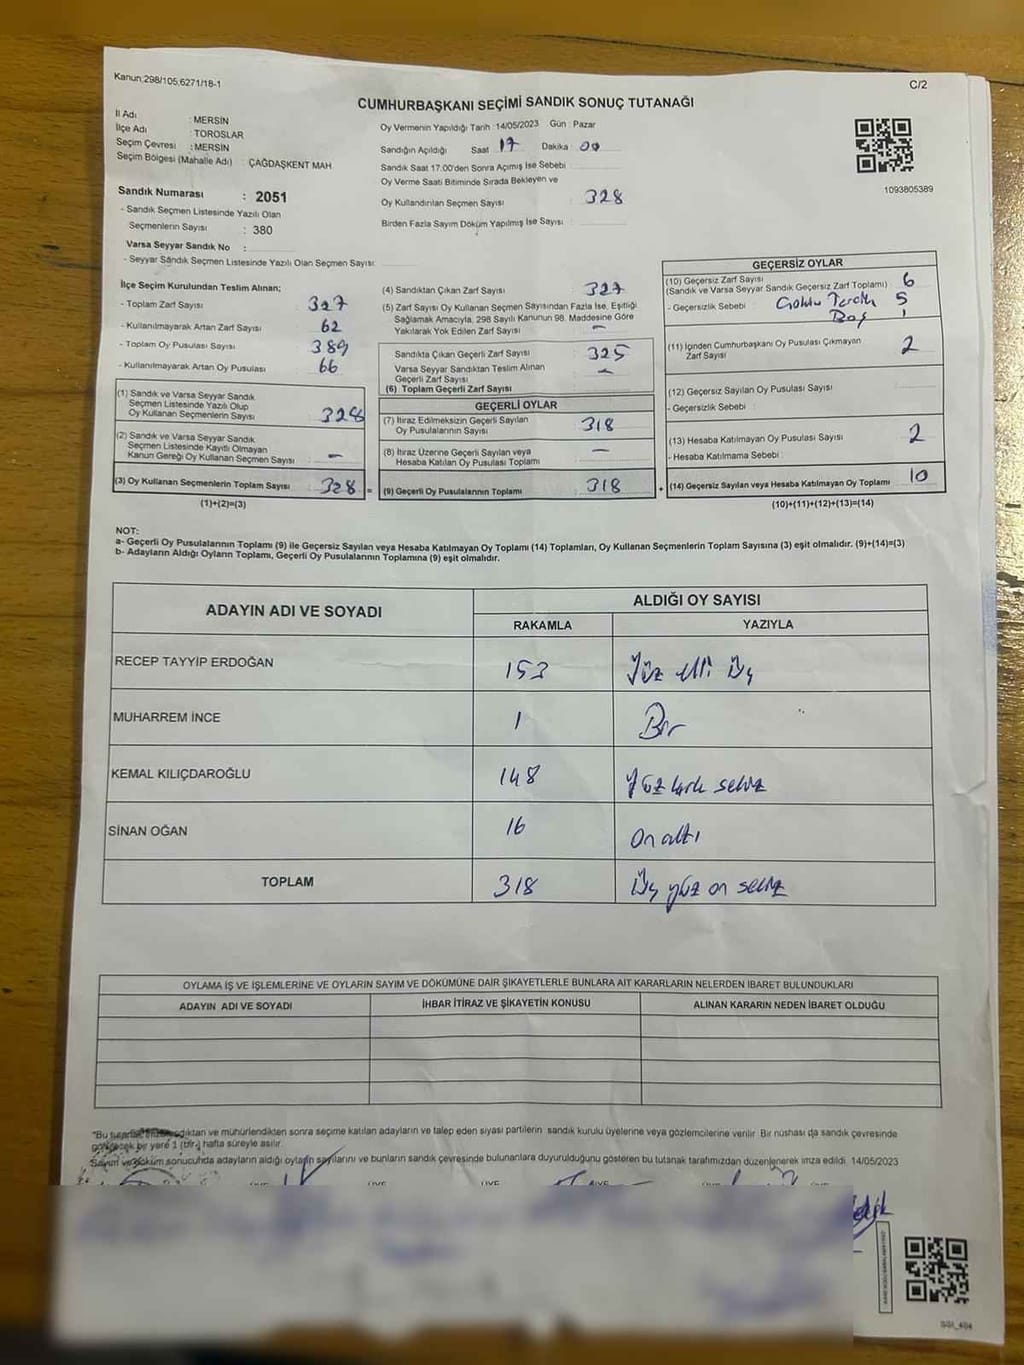 Kanun;298/105,6271/18-1
C/2
CUMHURBAŞKANI SEÇİMİ SANDIK SONUÇ TUTANAĞI
İl Adı : MERSİN
İlçe Adı : TOROSLAR
Seçim Çevresi : MERSİN
Seçim Bölgesi (Mahalle Adı) : ÇAĞDAŞKENT MAH.
Sandık Numarası : 2051
- Sandık Seçmen Listesinde Yazılı Olan
Seçmenlerin Sayısı : 380
Varsa Seyyar Sandık No :
- Seyyar Sandık Seçmen Listesinde Yazılı Olan Seçmen Sayısı:
Oy Vermenin Yapıldığı Tarih : 14/05/2023 Gün : Pazar
Sandığın Açıldığı Saat 17 Dakika 00
Sandık Saat 17.00'den Sonra Açımış İse Sebebi :
Oy Verme Saati Bitiminde Sırada Bekleyen ve
Oy Kullandırılan Seçmen Sayısı : 328
Birden Fazla Sayım Döküm Yapılmış İse Sayısı :
1093805389
İlçe Seçim Kurulundan Teslim Alınan;
- Toplam Zarf Sayısı 327
- Kullanılmayarak Artan Zarf Sayısı 62
- Toplam Oy Pusulası Sayısı 389
- Kullanılmayarak Artan Oy Pusulası 66
(1) Sandık ve Varsa Seyyar Sandık
Seçmen Listesinde Yazılı Olup
Oy Kullanan Seçmenlerin Sayısı : 328
(2) Sandık ve Varsa Seyyar Sandık
Seçmen Listesinde Kayıtlı Olmayan
Kanun Gereği Oy Kullanan Seçmen Sayısı : -
(3) Oy Kullanan Seçmenlerin Toplam Sayısı : 328 =
(1)+(2)=(3)
(4) Sandıktan Çıkan Zarf Sayısı : 327
(5) Zarf Sayısı Oy Kullanan Seçmen Sayısından Fazla İse, Eşitliği
Sağlamak Amacıyla, 298 Sayılı Kanunun 98. Maddesine Göre
Yakılarak Yok Edilen Zarf Sayısı : -
Sandıkta Çıkan Geçerli Zarf Sayısı : 325
Varsa Seyyar Sandıktan Teslim Alınan
Geçerli Zarf Sayısı : -
(6) Toplam Geçerli Zarf Sayısı
GEÇERLİ OYLAR
(7) İtiraz Edilmeksizin Geçerli Sayılan
Oy Pusulalarının Sayısı : 318
(8) İtiraz Üzerine Geçerli Sayılan veya
Hesaba Katılan Oy Pusulası Toplamı : -
(9) Geçerli Oy Pusulalarının Toplamı : 318 +
GEÇERSİZ OYLAR
(10) Geçersiz Zarf Sayısı 6
(Sandık ve Varsa Seyyar Sandık Geçersiz Zarf Toplamı) :
- Geçersizlik Sebebi : Çoklu Tercih 5
Boş 1
(11) İçinden Cumhurbaşkanı Oy Pusulası Çıkmayan
Zarf Sayısı : 2
(12) Geçersiz Sayılan Oy Pusulası Sayısı :
- Geçersizlik Sebebi :
(13) Hesaba Katılmayan Oy Pusulası Sayısı : 2
- Hesaba Katılmama Sebebi :
(14) Geçersiz Sayılan veya Hesaba Katılmayan Oy Toplamı : 10
(10)+(11)+(12)+(13)=(14)
NOT:
a- Geçerli Oy Pusulalarının Toplamı (9) ile Geçersiz Sayılan veya Hesaba Katılmayan Oy Toplamı (14) Toplamları, Oy Kullanan Seçmenlerin Toplam Sayısına (3) eşit olmalıdır. (9)+(14)=(3)
b- Adayların Aldığı Oyların Toplamı, Geçerli Oy Pusulalarının Toplamına (9) eşit olmalıdır.
ADAYIN ADI VE SOYADI
ALDIĞI OY SAYISI
RAKAMLA YAZIYLA
RECEP TAYYİP ERDOĞAN 153 Yüz elli üç
MUHARREM İNCE 1 Bir
KEMAL KILIÇDAROĞLU 148 Yüz kırk sekiz
SİNAN OĞAN 16 On altı
TOPLAM 318 Üç yüz on sekiz
OYLAMA İŞ VE İŞLEMLERİNE VE OYLARIN SAYIM VE DÖKÜMÜNE DAİR ŞİKAYETLERLE BUNLARA AİT KARARLARIN NELERDEN İBARET BULUNDUKLARI
ADAYIN ADI VE SOYADI İHBAR İTİRAZ VE ŞİKAYETİN KONUSU ALINAN KARARIN NEDEN İBARET OLDUĞU
"Bu ve mühürlendikten sonra seçime katılan adayların ve talep eden siyasi partilerin sandık kurulu üyelerine veya gözlemcilerine verilir. Bir nüshası da sandık çevresinde
bir yere 1 (bir) hafta süreyle asılır.
Sayım ve döküm sonucunda adayların aldığı oyların sayılarını ve bunların sandık çevresinde bulunanlara duyurulduğunu gösteren bu tutanak tarafımızdan düzenlenerek imza edildi. 14/05/2023